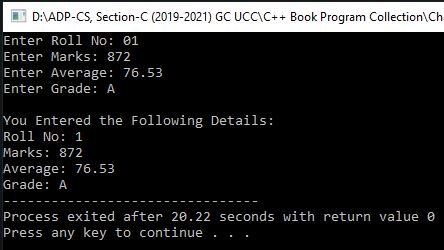 D:\ADP-CS, Section-C (2019-2021) GC UCC\C++ Book Program Collection\Cha
Enter Roll No: 01
Enter Marks: 872
Enter Average: 76.53
Enter Grade: A
You Entered the Following Details:
Roll No: 1
Marks: 872
Average: 76.53
Grade: A
--------------------------------
Process exited after 20.22 seconds with return value 0
Press any key to continue . . .